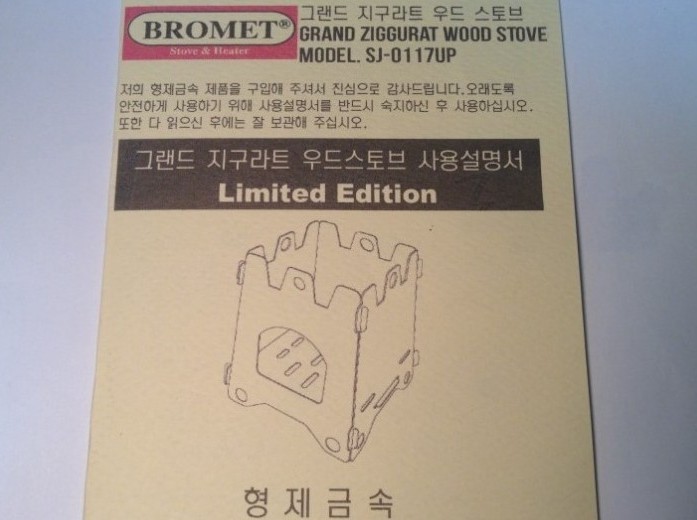 BROMET®
Stove & Heater
그랜드 지구라트 우드 스토브
GRAND ZIGGURAT WOOD STOVE
MODEL. SJ-0117UP
저희 형제금속 제품을 구입해 주셔서 진심으로 감사드립니다.오래도록
안전하게 사용하기 위해 사용설명서를 반드시 숙지하신 후 사용하십시오.
또한 다 읽으신 후에는 잘 보관해 주십시오.
그랜드 지구라트 우드스토브 사용설명서
Limited Edition
형제금속